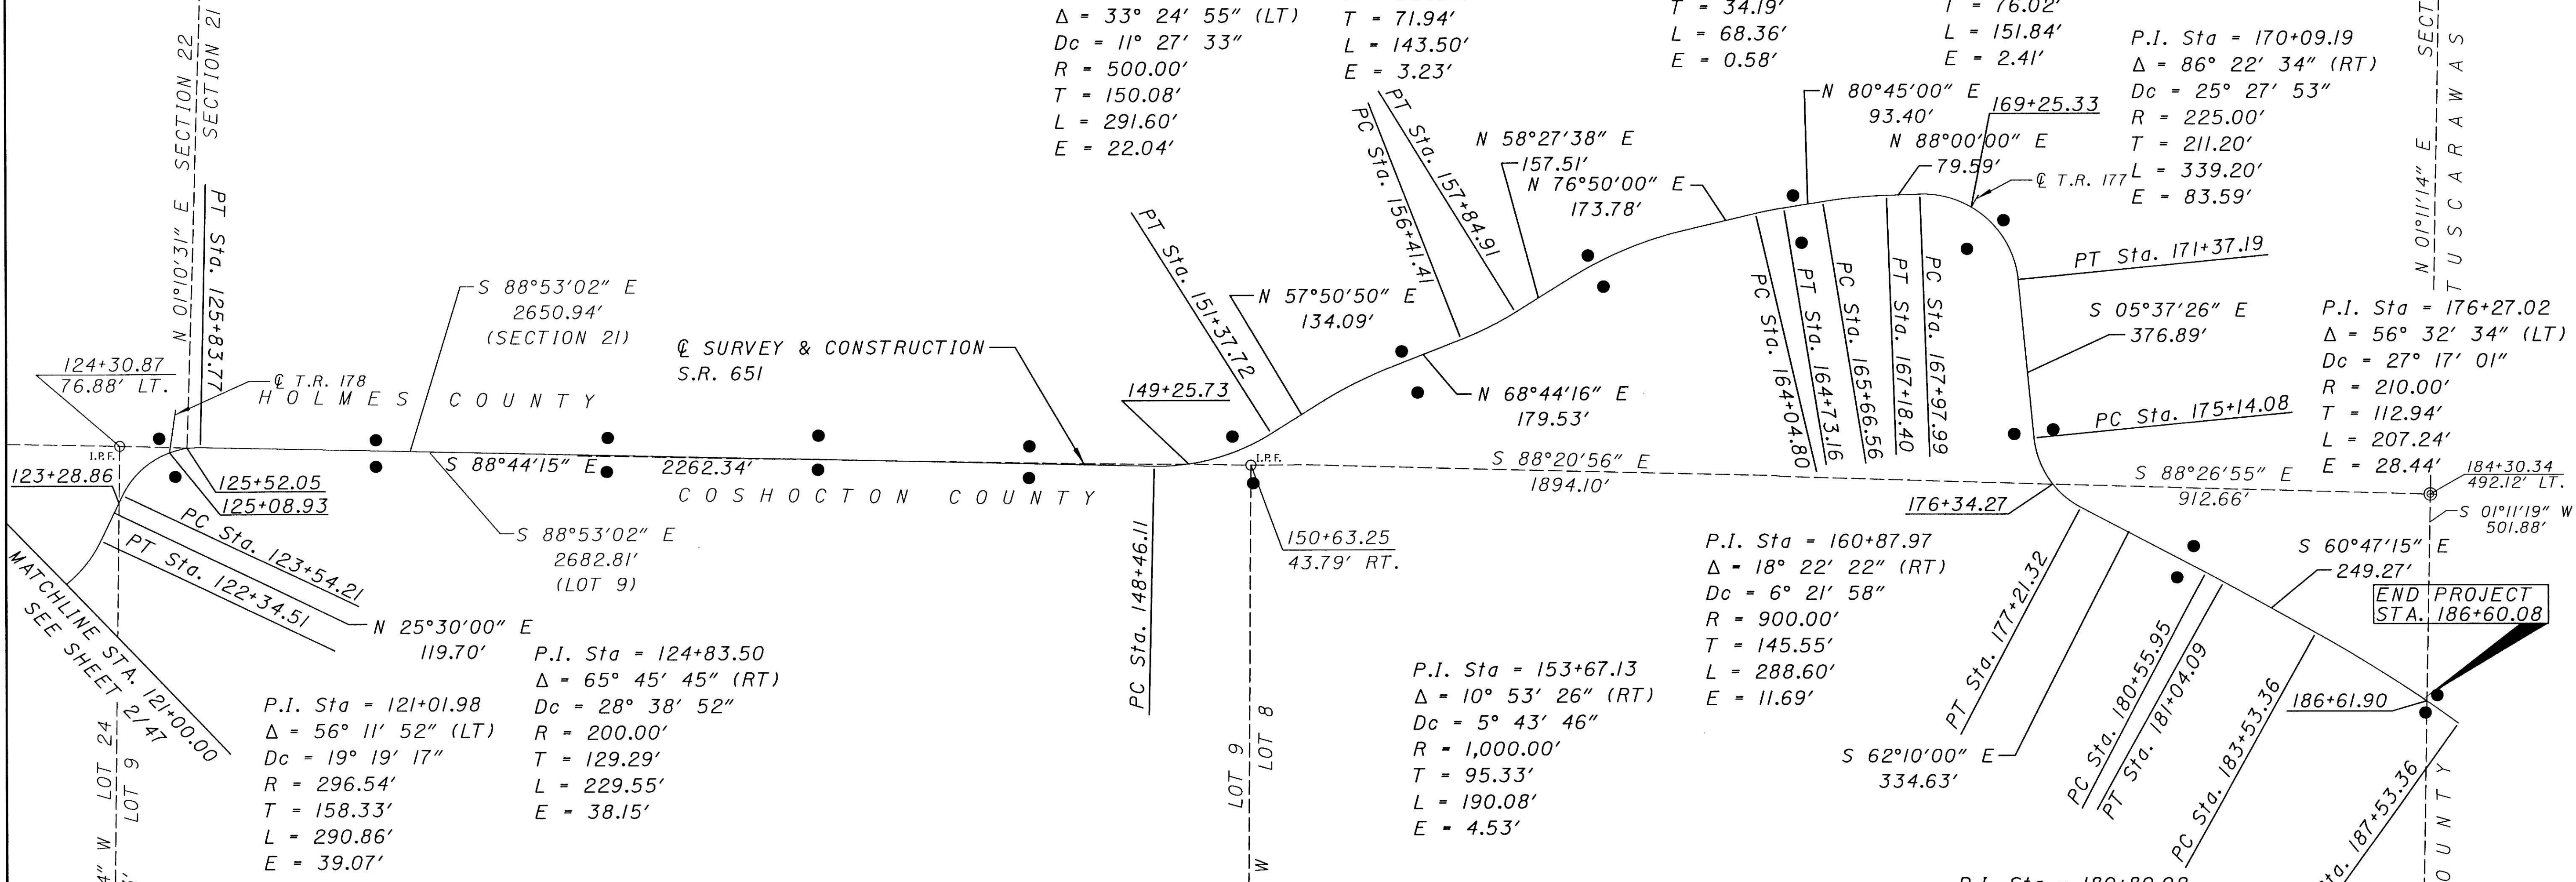 Δ = 33° 24' 55" (LT)
Dc = 11° 27' 33"
R = 500.00'
T = 150.08'
L = 291.60'
E = 22.04'
T = 71.94'
L = 143.50'
E = 3.23'
T = 34.19'
L = 68.36'
E = 0.58'
T = 76.02'
L = 151.84'
E = 2.41'
P.I. Sta = 170+09.19
Δ = 86° 22' 34" (RT)
Dc = 25° 27' 53"
R = 225.00'
T = 211.20'
L = 339.20'
E = 83.59'
N 01°10'31" E
SECTION 22
SECTION 21
PT Sta. 125+83.77
124+30.87
76.88' LT.
℄ T.R. 178
HOLMES COUNTY
S 88°53'02" E
2650.94'
(SECTION 21)
℄ SURVEY & CONSTRUCTION
S.R. 651
I.P.F.
123+28.86
125+52.05
125+08.93
S 88°44'15" E
2262.34'
COSHOCTON COUNTY
S 88°53'02" E
2682.81'
(LOT 9)
PC Sta. 123+54.21
PT Sta. 122+34.51
N 25°30'00" E
119.70'
MATCHLINE STA. 121+00.00
SEE SHEET 2/47
LOT 24
LOT 9
4" W
P.I. Sta = 121+01.98
Δ = 56° 11' 52" (LT)
Dc = 19° 19' 17"
R = 296.54'
T = 158.33'
L = 290.86'
E = 39.07'
P.I. Sta = 124+83.50
Δ = 65° 45' 45" (RT)
Dc = 28° 38' 52"
R = 200.00'
T = 129.29'
L = 229.55'
E = 38.15'
PC Sta. 148+46.11
149+25.73
PT Sta. 151+37.72
N 57°50'50" E
134.09'
I.P.F.
150+63.25
43.79' RT.
LOT 9
LOT 8
W
PC Sta. 156+41.41
PT Sta. 157+84.91
N 68°44'16" E
179.53'
N 58°27'38" E
157.51'
N 76°50'00" E
173.78'
N 80°45'00" E
93.40'
N 88°00'00" E
79.59'
169+25.33
℄ T.R. 177
PC Sta. 164+04.80
PT Sta. 164+73.16
PC Sta. 165+66.56
PT Sta. 167+18.40
PC Sta. 167+97.99
PT Sta. 171+37.19
S 05°37'26" E
376.89'
PC Sta. 175+14.08
S 88°20'56" E
1894.10'
176+34.27
S 88°26'55" E
912.66'
P.I. Sta = 153+67.13
Δ = 10° 53' 26" (RT)
Dc = 5° 43' 46"
R = 1,000.00'
T = 95.33'
L = 190.08'
E = 4.53'
P.I. Sta = 160+87.97
Δ = 18° 22' 22" (RT)
Dc = 6° 21' 58"
R = 900.00'
T = 145.55'
L = 288.60'
E = 11.69'
P.I. Sta = 176+27.02
Δ = 56° 32' 34" (LT)
Dc = 27° 17' 01"
R = 210.00'
T = 112.94'
L = 207.24'
E = 28.44'
N 01°11'14" E
SECT
TUSCARAWAS
184+30.34
492.12' LT.
S 01°11'19" W
501.88'
PT Sta. 177+21.32
S 62°10'00" E
334.63'
PC Sta. 180+55.95
PT Sta. 181+04.09
S 60°47'15" E
249.27'
PC Sta. 183+53.36
END PROJECT
STA. 186+60.08
186+61.90
Sta. 187+53.36
OUNTY